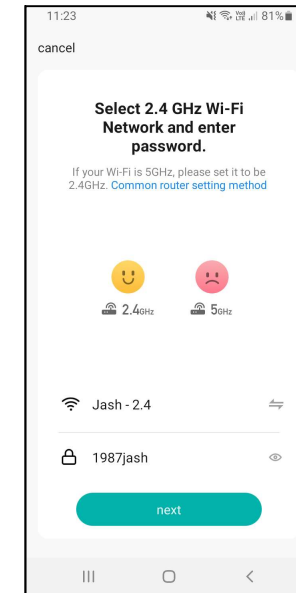 11:23 81%
cancel
Select 2.4 GHz Wi-Fi
Network and enter
password.
If your Wi-Fi is 5GHz, please set it to be
2.4GHz. Common router setting method
2.4GHz 5GHz
Jash - 2.4
1987jash
next